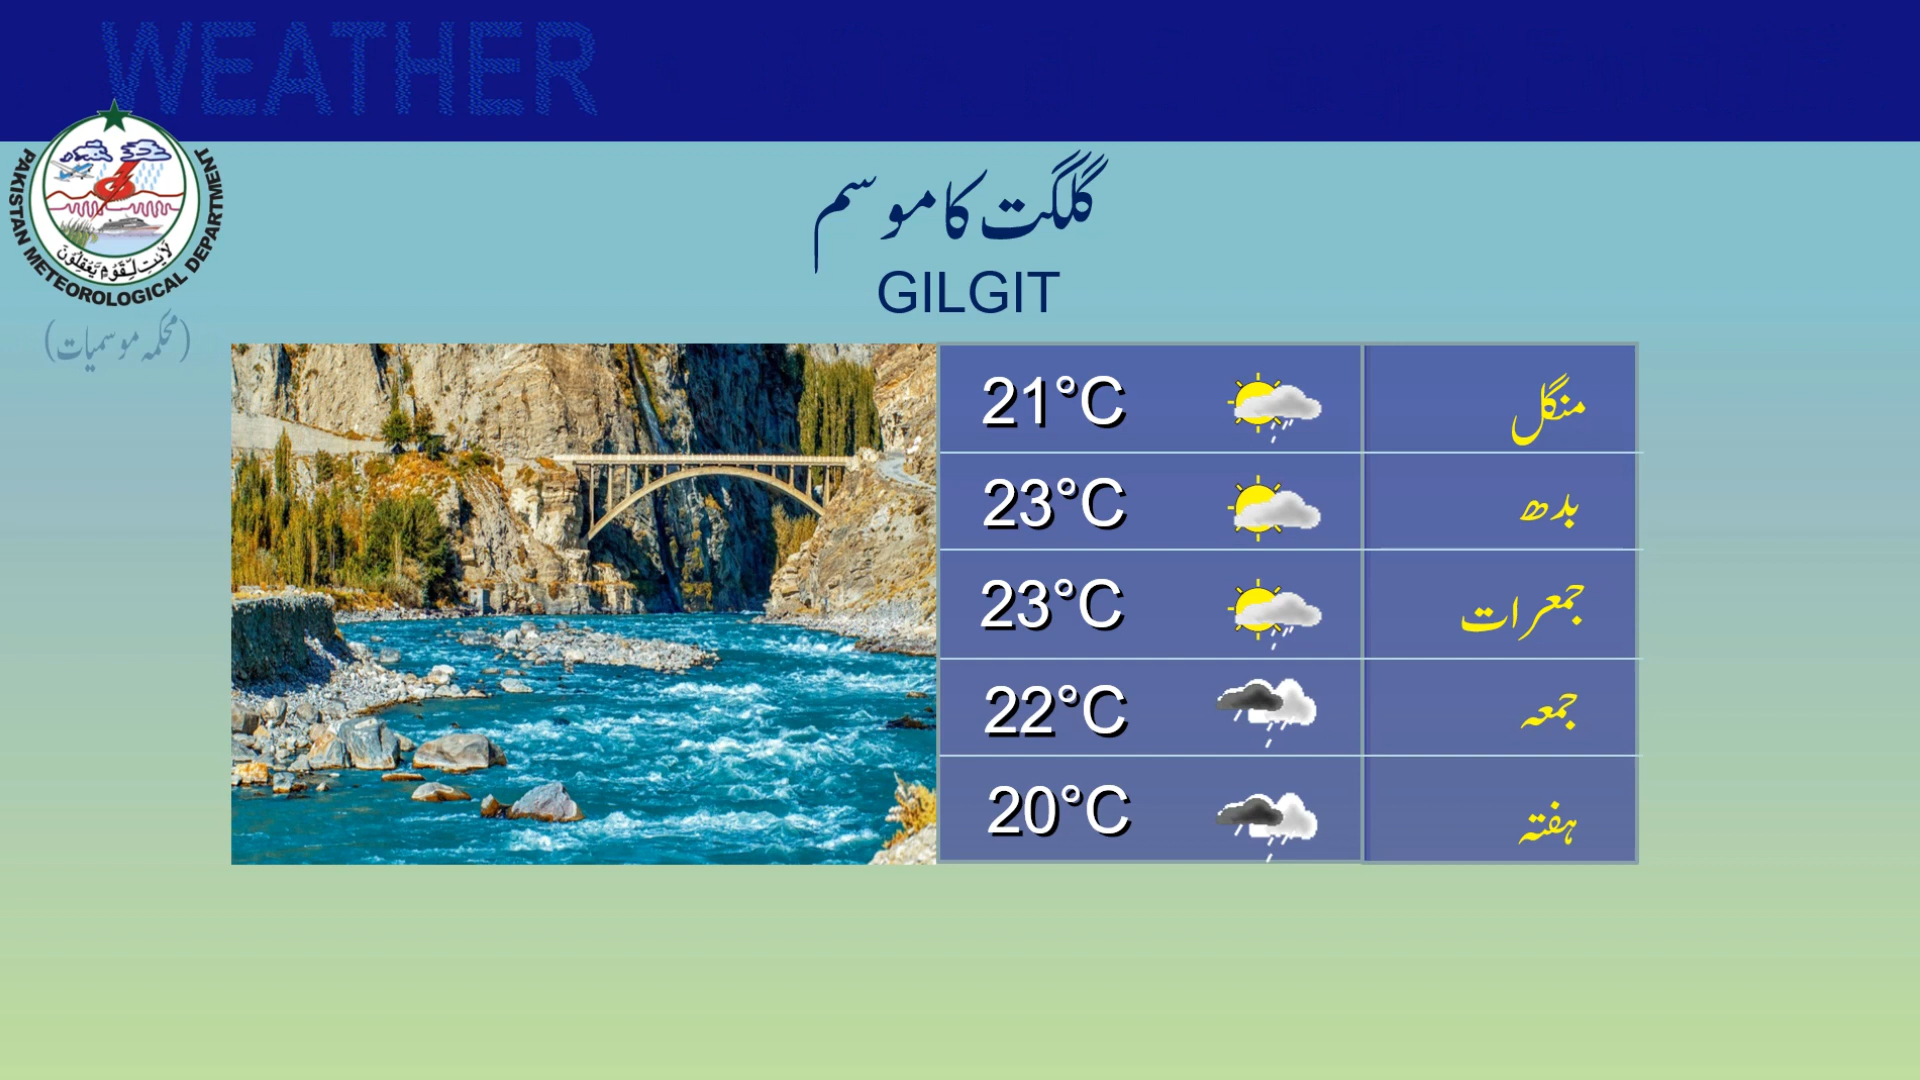 WEATHER
PAKISTAN METEOROLOGICAL DEPARTMENT
لَاٰیٰتٍ لِّقَوْمٍ یَّعْقِلُوْنَ
(محکمہ موسمیات)
گلگت کا موسم
GILGIT
21°C منگل
23°C بدھ
23°C جمعرات
22°C جمعہ
20°C ہفتہ